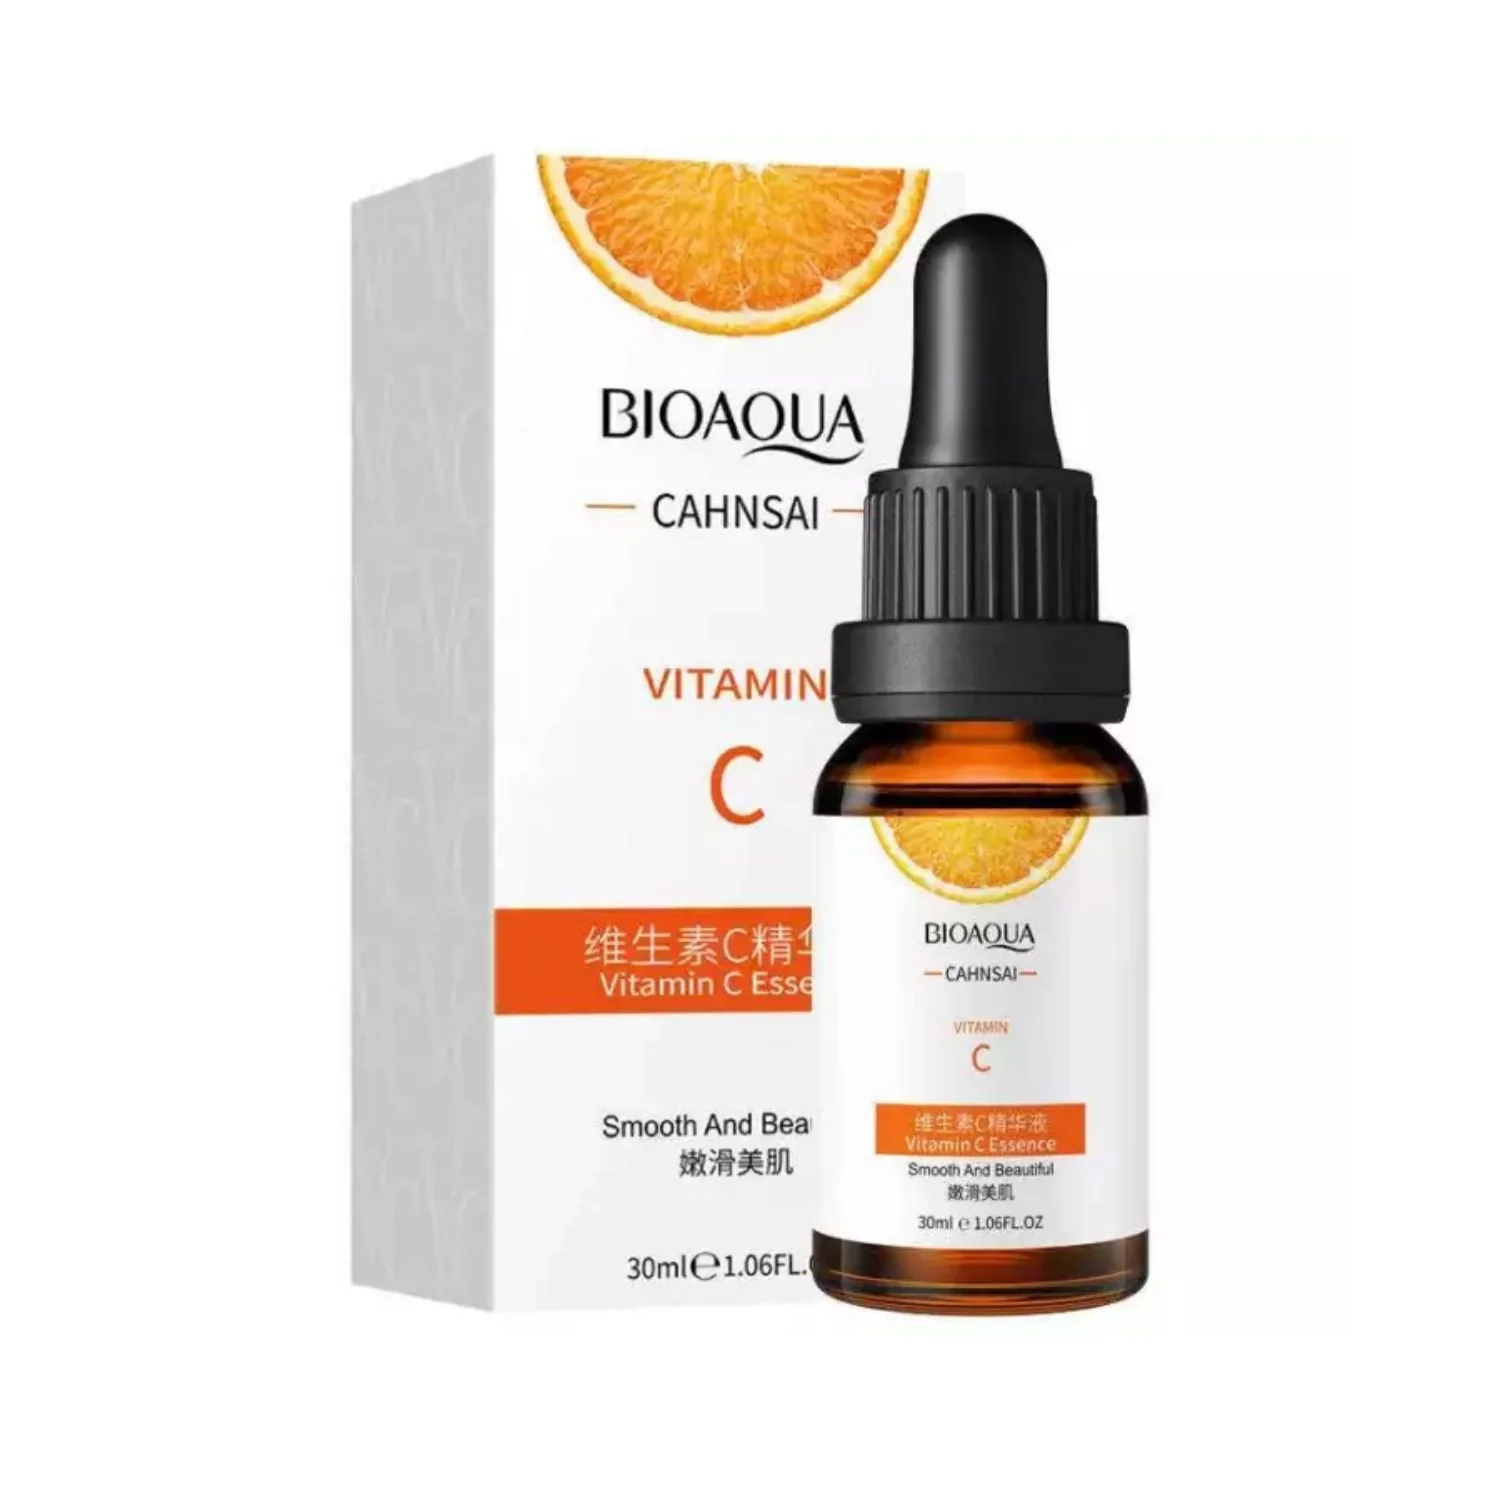 BIOAQUA
CAHNSAI
VITAMIN
C
维生素C精华
Vitamin C Esse
Smooth And Beau
嫩滑美肌
30ml℮1.06FL.
BIOAQUA
CAHNSAI
VITAMIN
C
维生素C精华液
Vitamin C Essence
Smooth And Beautiful
嫩滑美肌
30ml ℮ 1.06FL.OZ